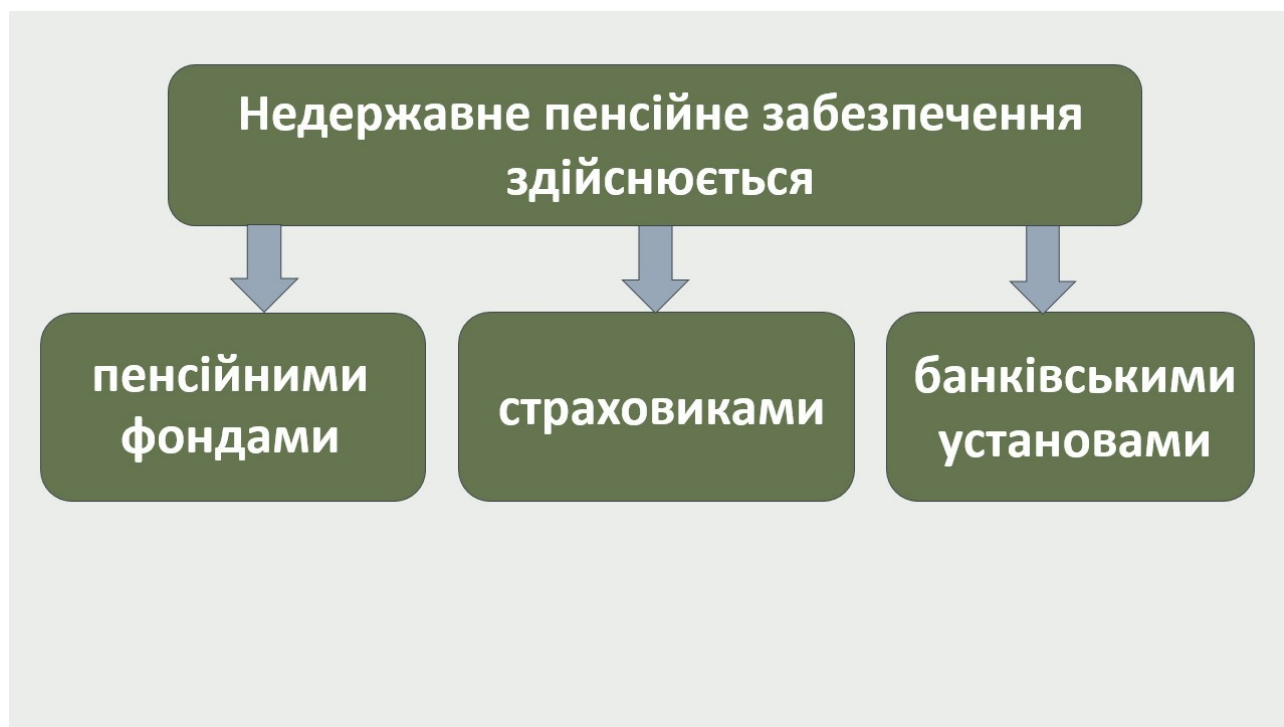 Недержавне пенсійне забезпечення
здійснюється
пенсійними
фондами
страховиками
банківськими
установами